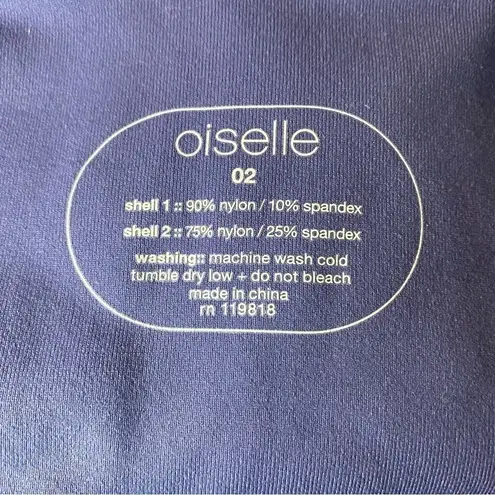 oiselle
02
shell 1 :: 90% nylon / 10% spandex
shell 2 :: 75% nylon / 25% spandex
washing:: machine wash cold
tumble dry low + do not bleach
made in china
rn 119818